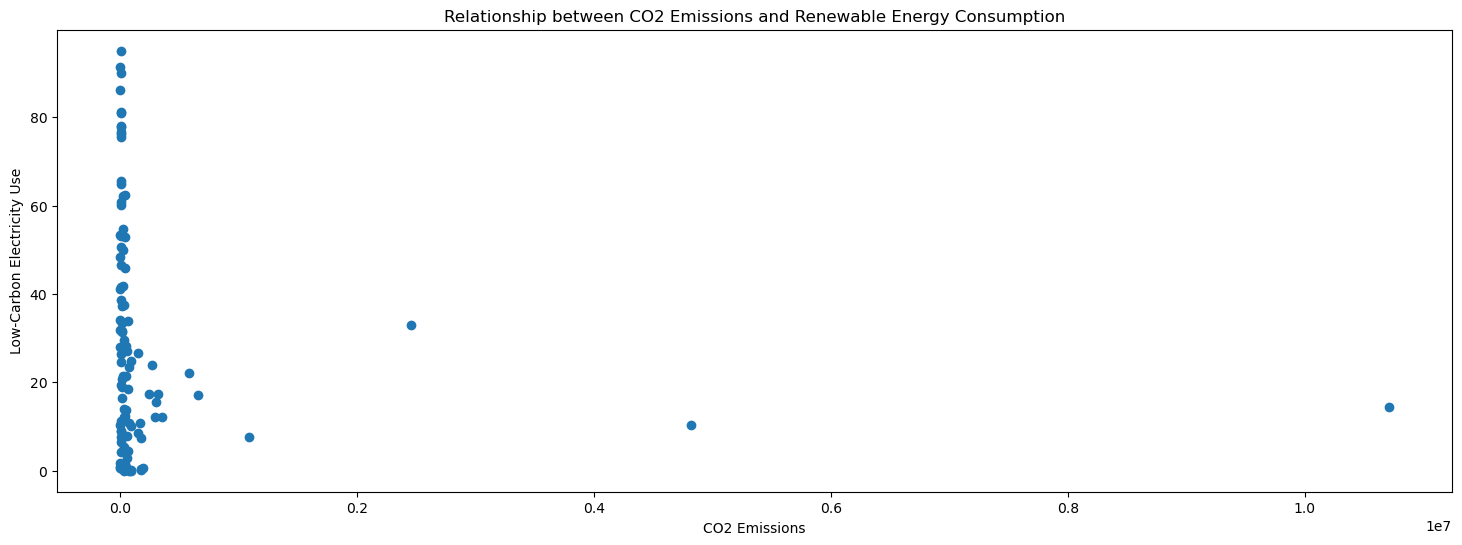 Relationship between CO2 Emissions and Renewable Energy Consumption
Low-Carbon Electricity Use
80
60
40
20
0
0.0 0.2 0.4 0.6 0.8 1.0
1e7
CO2 Emissions